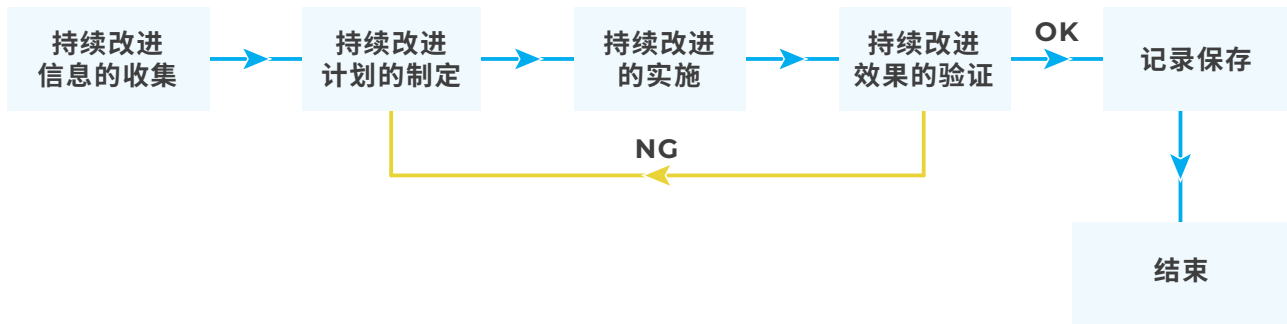 持续改进
信息的收集
持续改进
计划的制定
持续改进
的实施
持续改进
效果的验证
OK
记录保存
NG
结束